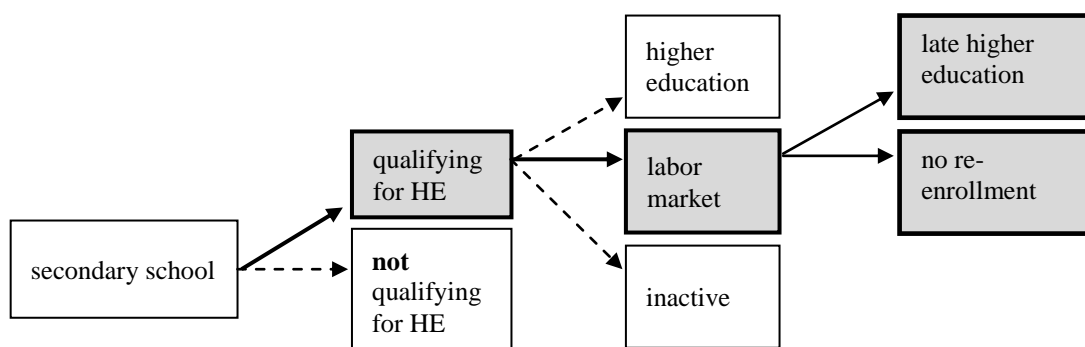 secondary school
qualifying
for HE
not
qualifying
for HE
higher
education
labor
market
inactive
late higher
education
no re-
enrollment